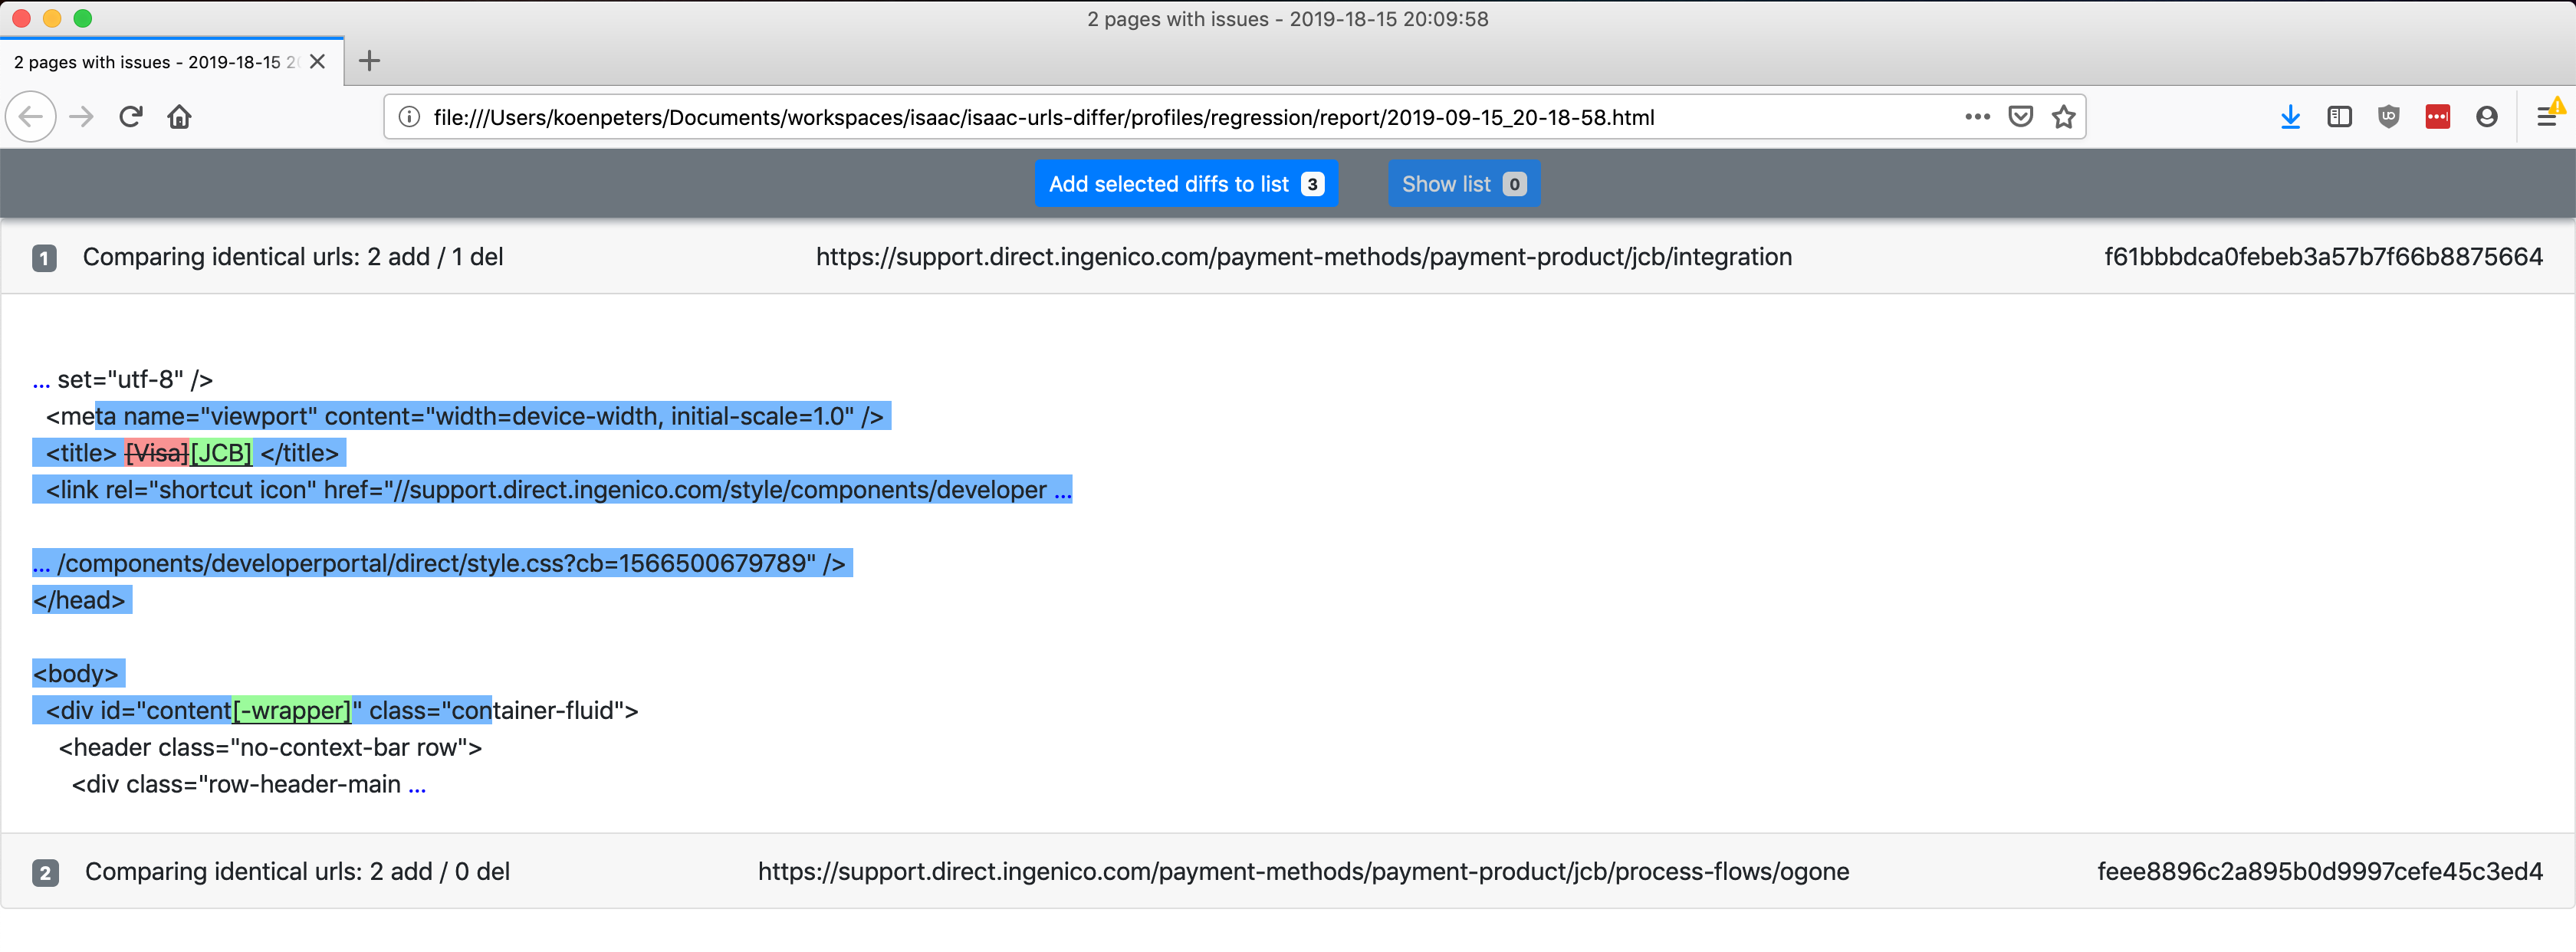 2 pages with issues - 2019-18-15 20:09:58
2 pages with issues - 2019-18-15
file:///Users/koenpeters/Documents/workspaces/isaac/isaac-urls-differ/profiles/regression/report/2019-09-15_20-18-58.html
Add selected diffs to list 3 Show list 0
1 Comparing identical urls: 2 add / 1 del https://support.direct.ingenico.com/payment-methods/payment-product/jcb/integration f61bbbdca0febeb3a57b7f66b8875664
... set="utf-8" />
<meta name="viewport" content="width=device-width, initial-scale=1.0" />
<title> [Visa][JCB] </title>
<link rel="shortcut icon" href="//support.direct.ingenico.com/style/components/developer ...
... /components/developerportal/direct/style.css?cb=1566500679789" />
</head>
<body>
<div id="content[-wrapper]" class="container-fluid">
<header class="no-context-bar row">
<div class="row-header-main ...
2 Comparing identical urls: 2 add / 0 del https://support.direct.ingenico.com/payment-methods/payment-product/jcb/process-flows/ogone feee8896c2a895b0d9997cefe45c3ed4